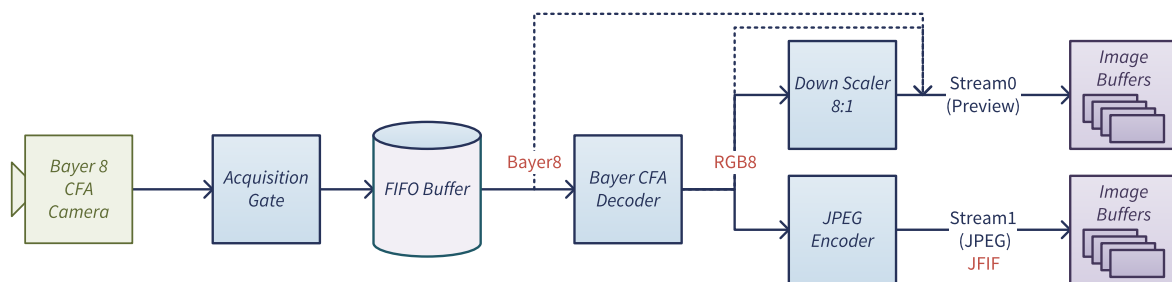 Bayer 8
CFA
Camera
Acquisition
Gate
FIFO Buffer
Bayer8
Bayer CFA
Decoder
RGB8
Down Scaler
8:1
Stream0
(Preview)
Image
Buffers
JPEG
Encoder
Stream1
(JPEG)
JFIF
Image
Buffers